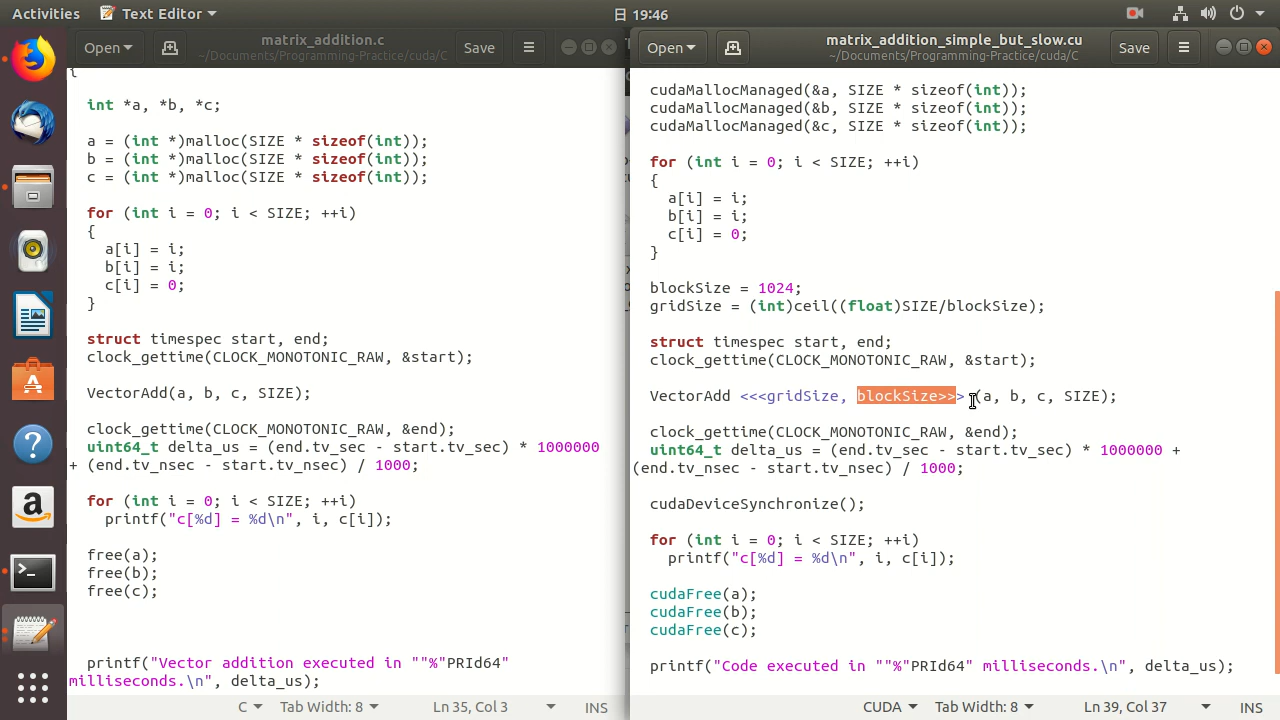 Activities
Text Editor
日 19:46
Open
matrix_addition.c
~/Documents/Programming-Practice/cuda/C
Save
{
int *a, *b, *c;
a = (int *)malloc(SIZE * sizeof(int));
b = (int *)malloc(SIZE * sizeof(int));
c = (int *)malloc(SIZE * sizeof(int));
for (int i = 0; i < SIZE; ++i)
{
a[i] = i;
b[i] = i;
c[i] = 0;
}
struct timespec start, end;
clock_gettime(CLOCK_MONOTONIC_RAW, &start);
VectorAdd(a, b, c, SIZE);
clock_gettime(CLOCK_MONOTONIC_RAW, &end);
uint64_t delta_us = (end.tv_sec - start.tv_sec) * 1000000
+ (end.tv_nsec - start.tv_nsec) / 1000;
for (int i = 0; i < SIZE; ++i)
printf("c[%d] = %d\n", i, c[i]);
free(a);
free(b);
free(c);
printf("Vector addition executed in ""%"PRId64"
milliseconds.\n", delta_us);
C
Tab Width: 8
Ln 35, Col 3
INS
Open
matrix_addition_simple_but_slow.cu
~/Documents/Programming-Practice/cuda/C
Save
cudaMallocManaged(&a, SIZE * sizeof(int));
cudaMallocManaged(&b, SIZE * sizeof(int));
cudaMallocManaged(&c, SIZE * sizeof(int));
for (int i = 0; i < SIZE; ++i)
{
a[i] = i;
b[i] = i;
c[i] = 0;
}
blockSize = 1024;
gridSize = (int)ceil((float)SIZE/blockSize);
struct timespec start, end;
clock_gettime(CLOCK_MONOTONIC_RAW, &start);
VectorAdd <<<gridSize, blockSize>>> (a, b, c, SIZE);
clock_gettime(CLOCK_MONOTONIC_RAW, &end);
uint64_t delta_us = (end.tv_sec - start.tv_sec) * 1000000 +
(end.tv_nsec - start.tv_nsec) / 1000;
cudaDeviceSynchronize();
for (int i = 0; i < SIZE; ++i)
printf("c[%d] = %d\n", i, c[i]);
cudaFree(a);
cudaFree(b);
cudaFree(c);
printf("Code executed in ""%"PRId64" milliseconds.\n", delta_us);
CUDA
Tab Width: 8
Ln 39, Col 37
INS